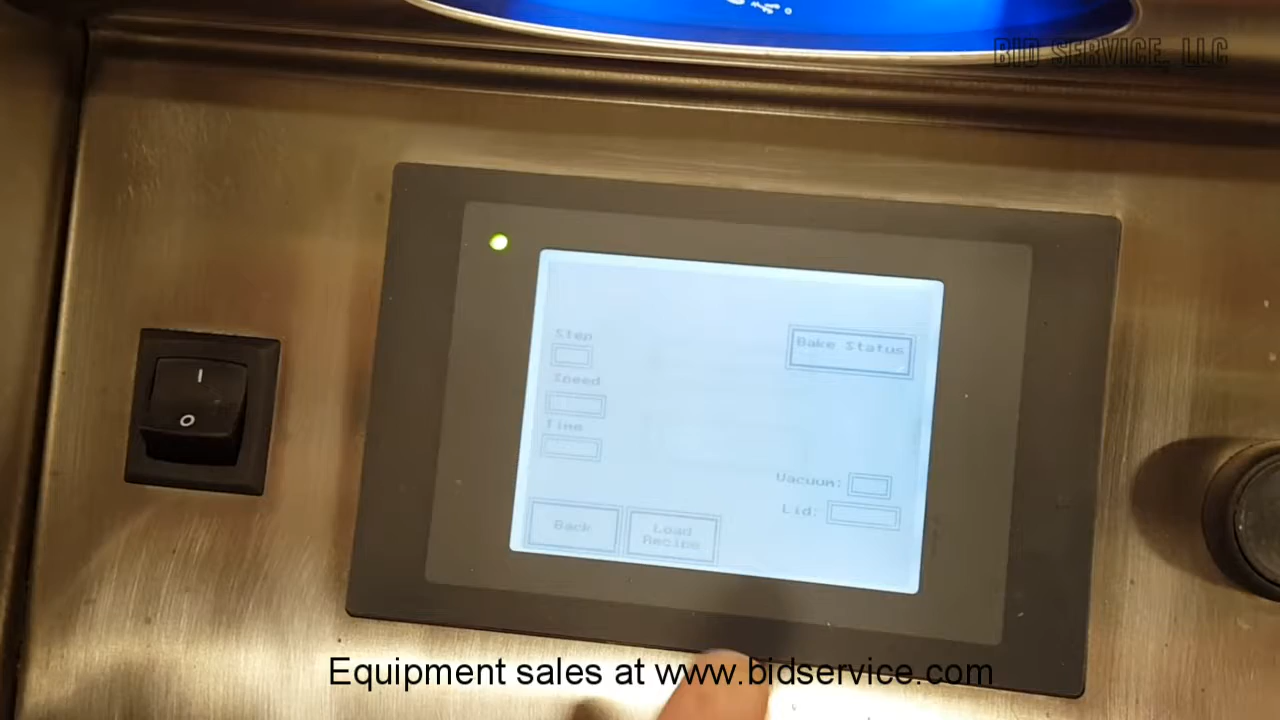 BID SERVICE, LLC
Step
Bake Status
Speed
Time
Vacuum:
Lid:
Back
Load
Recipe
I
O
Equipment sales at www.bidservice.com